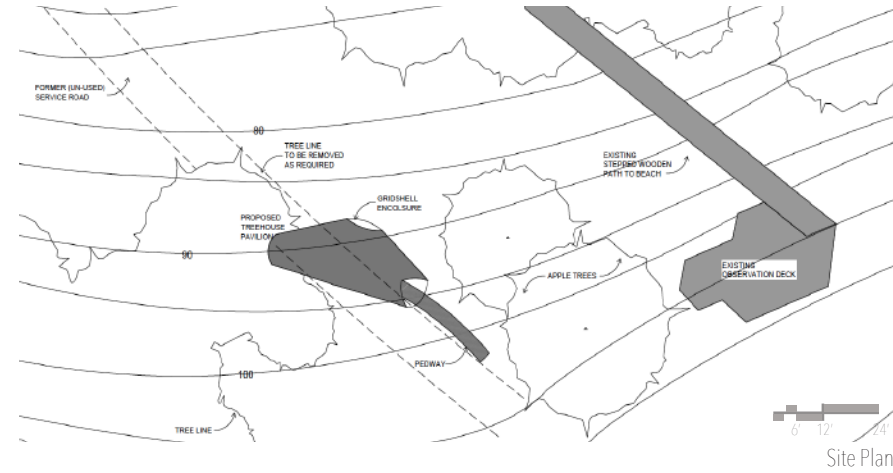 FORMER (UN-USED)
SERVICE ROAD
80
TREE LINE
TO BE REMOVED
AS REQUIRED
EXISTING
STEPPED WOODEN
PATH TO BEACH
GRIDSHELL
ENCOLSURE
PROPOSED
TREEHOUSE
PAVILION
90
APPLE TREES
EXISTING
OBSERVATION DECK
PEDWAY
100
TREE LINE
6' 12' 24'
Site Plan